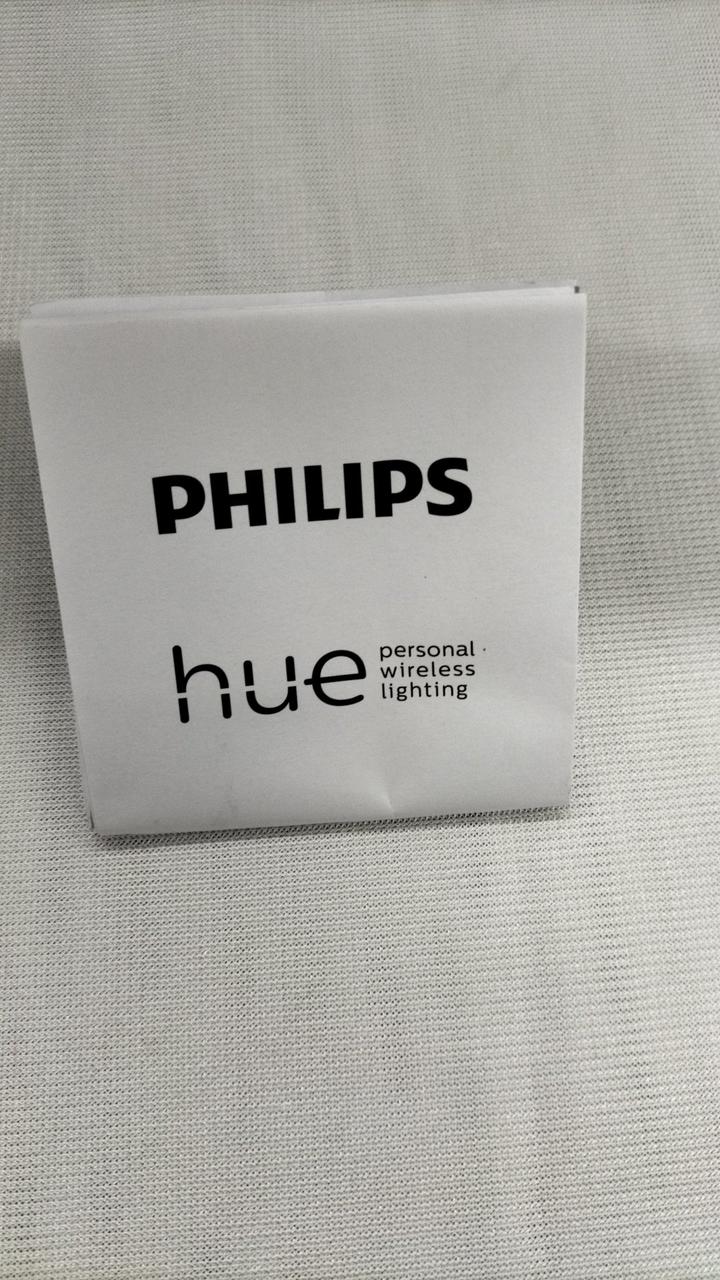 PHILIPS
hue
personal
wireless
lighting